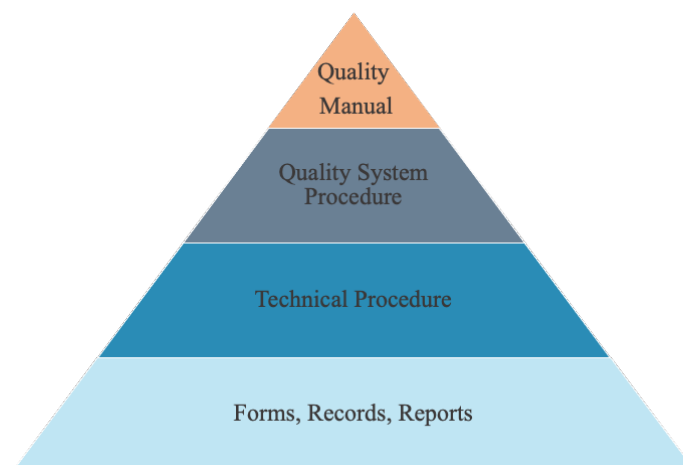 Quality
Manual
Quality System
Procedure
Technical Procedure
Forms, Records, Reports